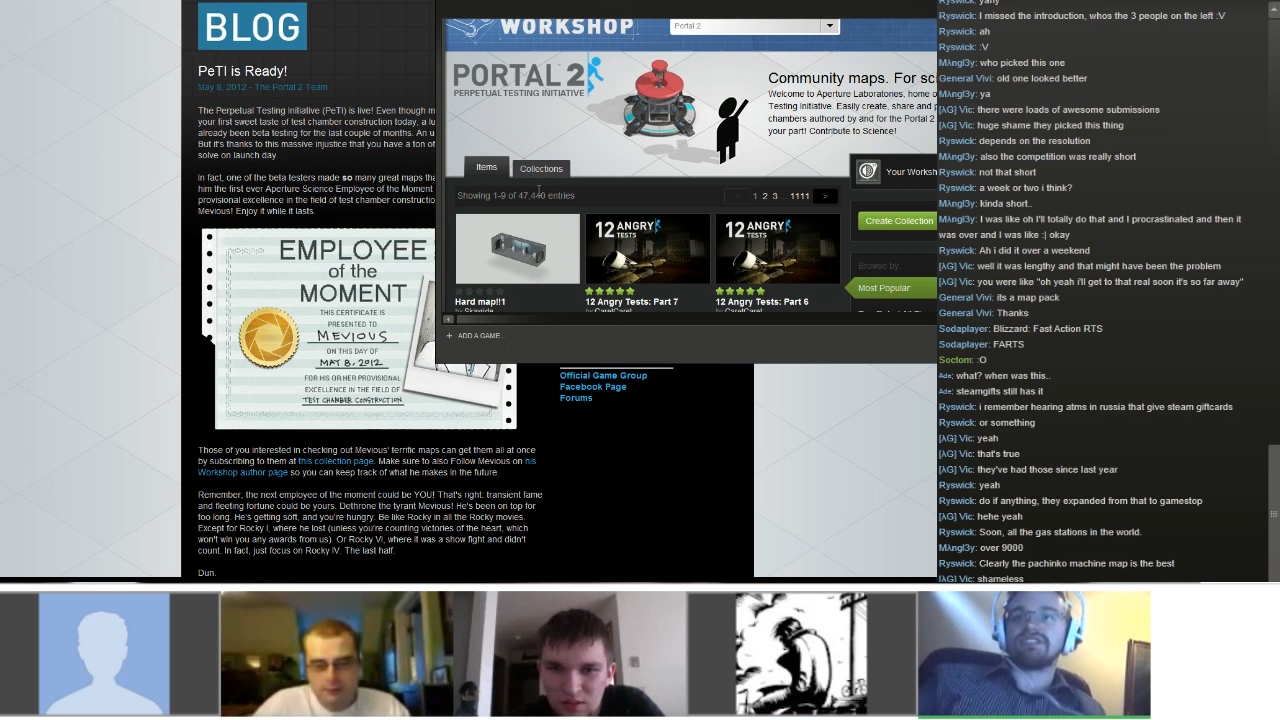 BLOG
PeTI is Ready!
May 8, 2012 - The Portal 2 Team
The Perpetual Testing Initiative (PeTI) is live! Even though m
your first sweet taste of test chamber construction today, a lu
already been beta testing for the last couple of months. An u
But it's thanks to this massive injustice that you have a ton of
solve on launch day.
In fact, one of the beta testers made so many great maps tha
him the first ever Aperture Science Employee of the Moment
provisional excellence in the field of test chamber constructio
Mevious! Enjoy it while it lasts.
EMPLOYEE
of the
MOMENT
THIS CERTIFICATE IS
PRESENTED TO
MEVIOUS
ON THIS DAY OF
MAY 8, 2012
FOR HIS OR HER PROVISIONAL
EXCELLENCE IN THE FIELD OF
TEST CHAMBER CONSTRUCTION
Those of you interested in checking out Mevious' terrific maps can get them all at once
by subscribing to them at this collection page. Make sure to also Follow Mevious on his
Workshop author page so you can keep track of what he makes in the future.
Remember, the next employee of the moment could be YOU! That's right: transient fame
and fleeting fortune could be yours. Dethrone the tyrant Mevious! He's been on top for
too long. He's getting soft, and you're hungry. Be like Rocky in all the Rocky movies.
Except for Rocky I, where he lost (unless you're counting victories of the heart, which
won't win you any awards from us). Or Rocky VI, where it was a show fight and didn't
count. In fact, just focus on Rocky IV. The last half.
Dun.
WORKSHOP
Portal 2
PORTAL 2
PERPETUAL TESTING INITIATIVE
Community maps. For sc
Welcome to Aperture Laboratories, home o
Testing Initiative. Easily create, share and p
chambers authored by and for the Portal 2
your part! Contribute to Science!
Items
Collections
Showing 1-9 of 47,440 entries
1 2 3 ... 1111 >
Your Worksh
Create Collection
Browse by:
Most Popular
12 ANGRY
TESTS
12 ANGRY
TESTS
Hard map!!1
12 Angry Tests: Part 7
12 Angry Tests: Part 6
by Skavride
by CarelCarel
by CarelCarel
+ ADD A GAME...
Official Game Group
Facebook Page
Forums
Ryswick: yahy
Ryswick: I missed the introduction, whos the 3 people on the left :V
Ryswick: ah
Ryswick: :V
Mλngl3y: who picked this one
General Vivi: old one looked better
Mλngl3y: ya
[λG] Vic: there were loads of awesome submissions
[λG] Vic: huge shame they picked this thing
Ryswick: depends on the resolution
Mλngl3y: also the competition was really short
Ryswick: not that short
Ryswick: a week or two i think?
Mλngl3y: kinda short..
Mλngl3y: I was like oh I'll totally do that and I procrastinated and then it
was over and I was like :| okay
Ryswick: Ah i did it over a weekend
[λG] Vic: well it was lengthy and that might have been the problem
[λG] Vic: you were like "oh yeah i'll get to that real soon it's so far away"
General Vivi: its a map pack
General Vivi: Thanks
Sodaplayer: Blizzard: Fast Action RTS
Sodaplayer: FARTS
Soctom: :O
Ade: what? when was this..
Ade: steamgifts still has it
Ryswick: i remember hearing atms in russia that give steam giftcards
Ryswick: or something
[λG] Vic: yeah
[λG] Vic: that's true
[λG] Vic: they've had those since last year
Ryswick: yeah
Ryswick: do if anything, they expanded from that to gamestop
[λG] Vic: hehe yeah
Ryswick: Soon, all the gas stations in the world.
Mλngl3y: over 9000
Ryswick: Clearly the pachinko machine map is the best
[λG] Vic: shameless